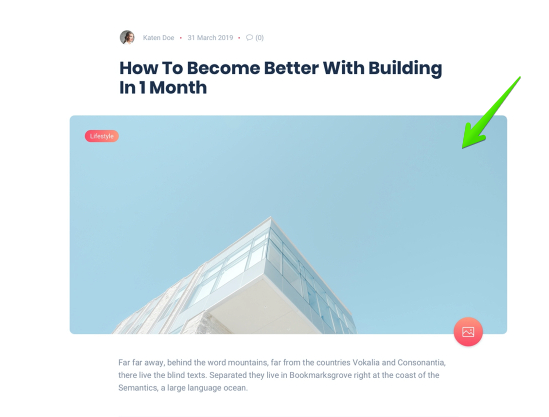 Katen Doe • 31 March 2019 • (0)
How To Become Better With Building
In 1 Month
Lifestyle
Far far away, behind the word mountains, far from the countries Vokalia and Consonantia,
there live the blind texts. Separated they live in Bookmarksgrove right at the coast of the
Semantics, a large language ocean.